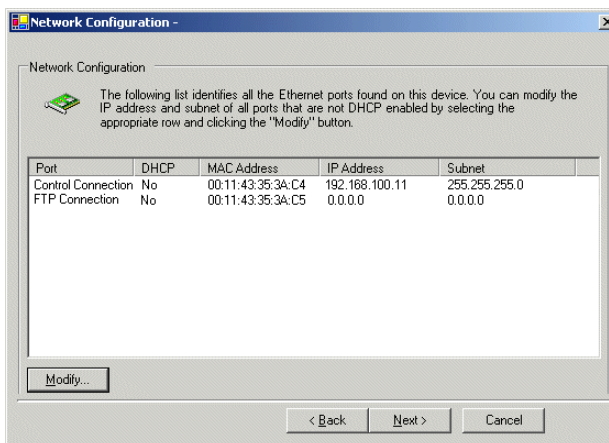 Network Configuration -
Network Configuration
The following list identifies all the Ethernet ports found on this device. You can modify the
IP address and subnet of all ports that are not DHCP enabled by selecting the
appropriate row and clicking the "Modify" button.
Port DHCP MAC Address IP Address Subnet
Control Connection No 00:11:43:35:3A:C4 192.168.100.11 255.255.255.0
FTP Connection No 00:11:43:35:3A:C5 0.0.0.0 0.0.0.0
Modify...
< Back Next > Cancel